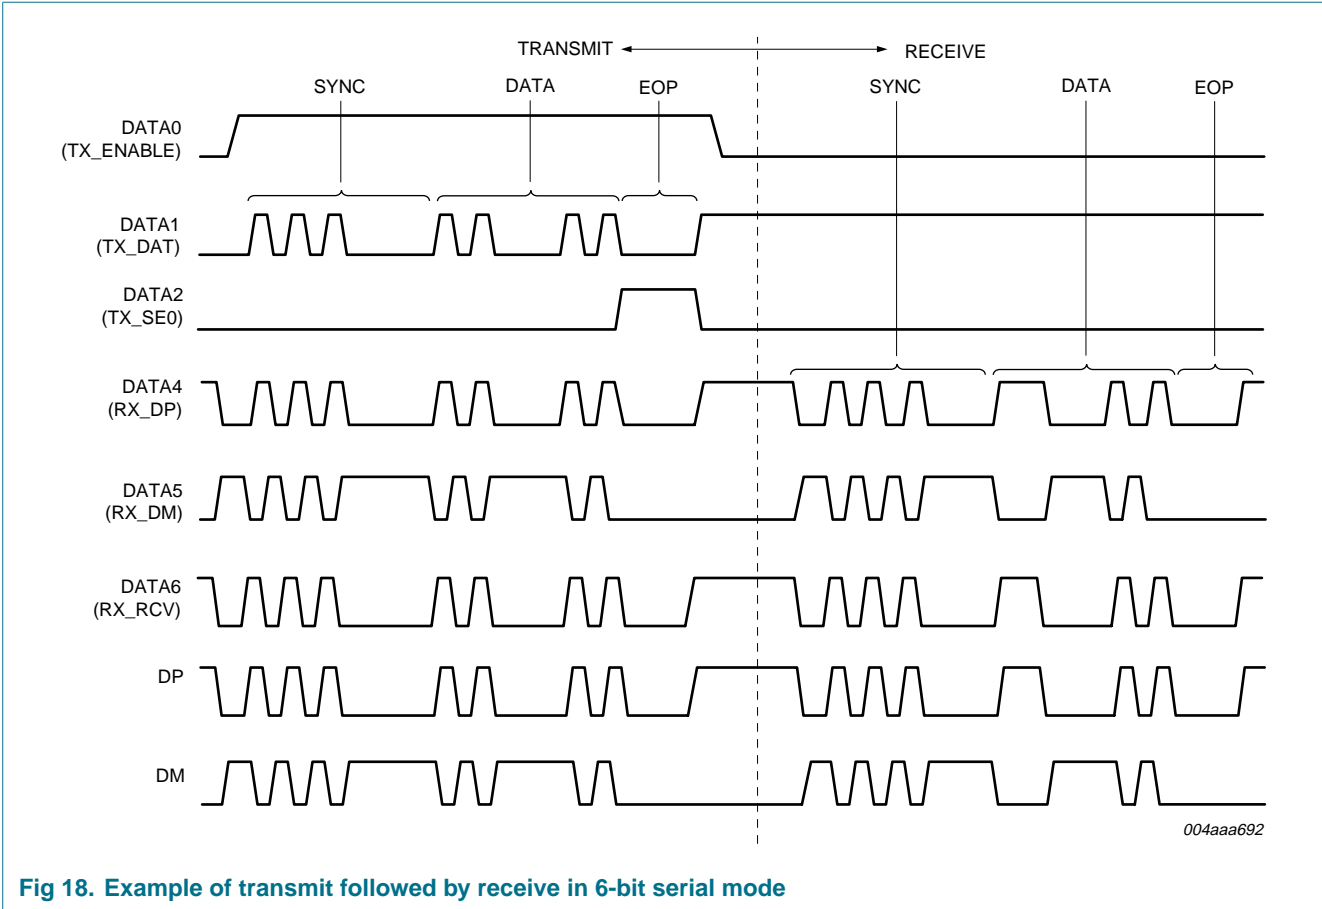 TRANSMIT
RECEIVE
SYNC
DATA
EOP
SYNC
DATA
EOP
DATA0
(TX_ENABLE)
DATA1
(TX_DAT)
DATA2
(TX_SE0)
DATA4
(RX_DP)
DATA5
(RX_DM)
DATA6
(RX_RCV)
DP
DM
004aaa692
Fig 18. Example of transmit followed by receive in 6-bit serial mode